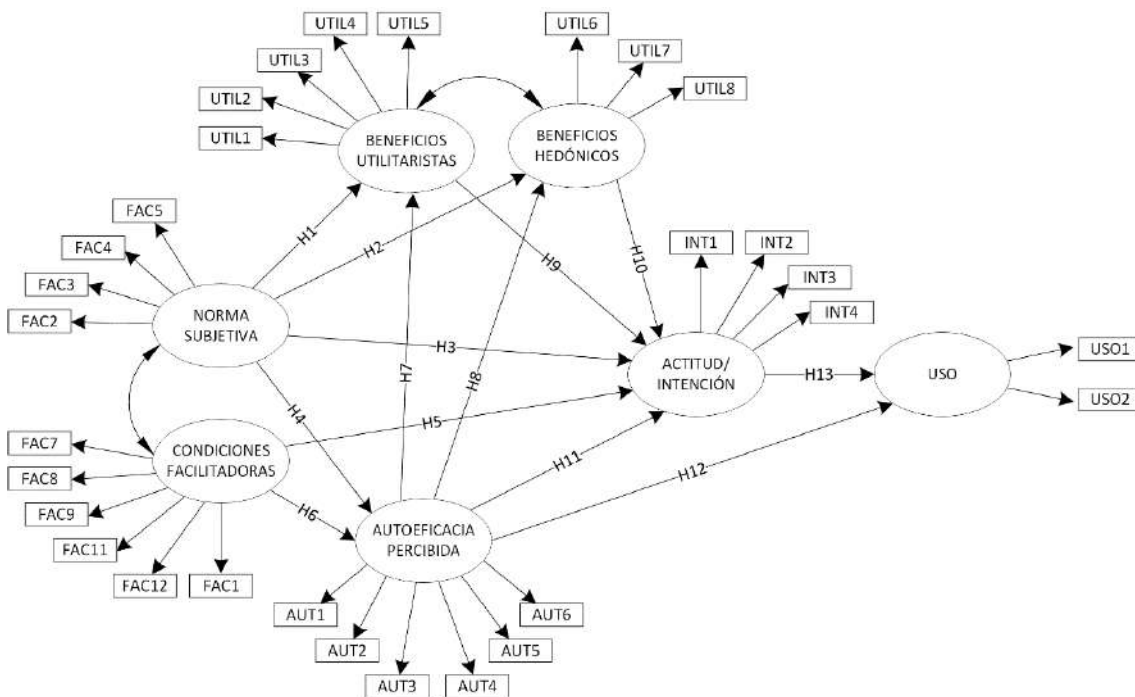 UTIL4
UTIL5
UTIL6
UTIL3
UTIL7
UTIL2
UTIL8
UTIL1
BENEFICIOS
UTILITARISTAS
BENEFICIOS
HEDÓNICOS
FAC5
FAC4
FAC3
FAC2
H1
H2
H9
H10
INT1
INT2
INT3
INT4
NORMA
SUBJETIVA
H3
ACTITUD/
INTENCIÓN
H13
USO
USO1
USO2
H7
H8
H4
H5
FAC7
FAC8
FAC9
FAC11
FAC12
FAC1
CONDICIONES
FACILITADORAS
H6
H11
H12
AUTOEFICACIA
PERCIBIDA
AUT1
AUT2
AUT3
AUT4
AUT5
AUT6